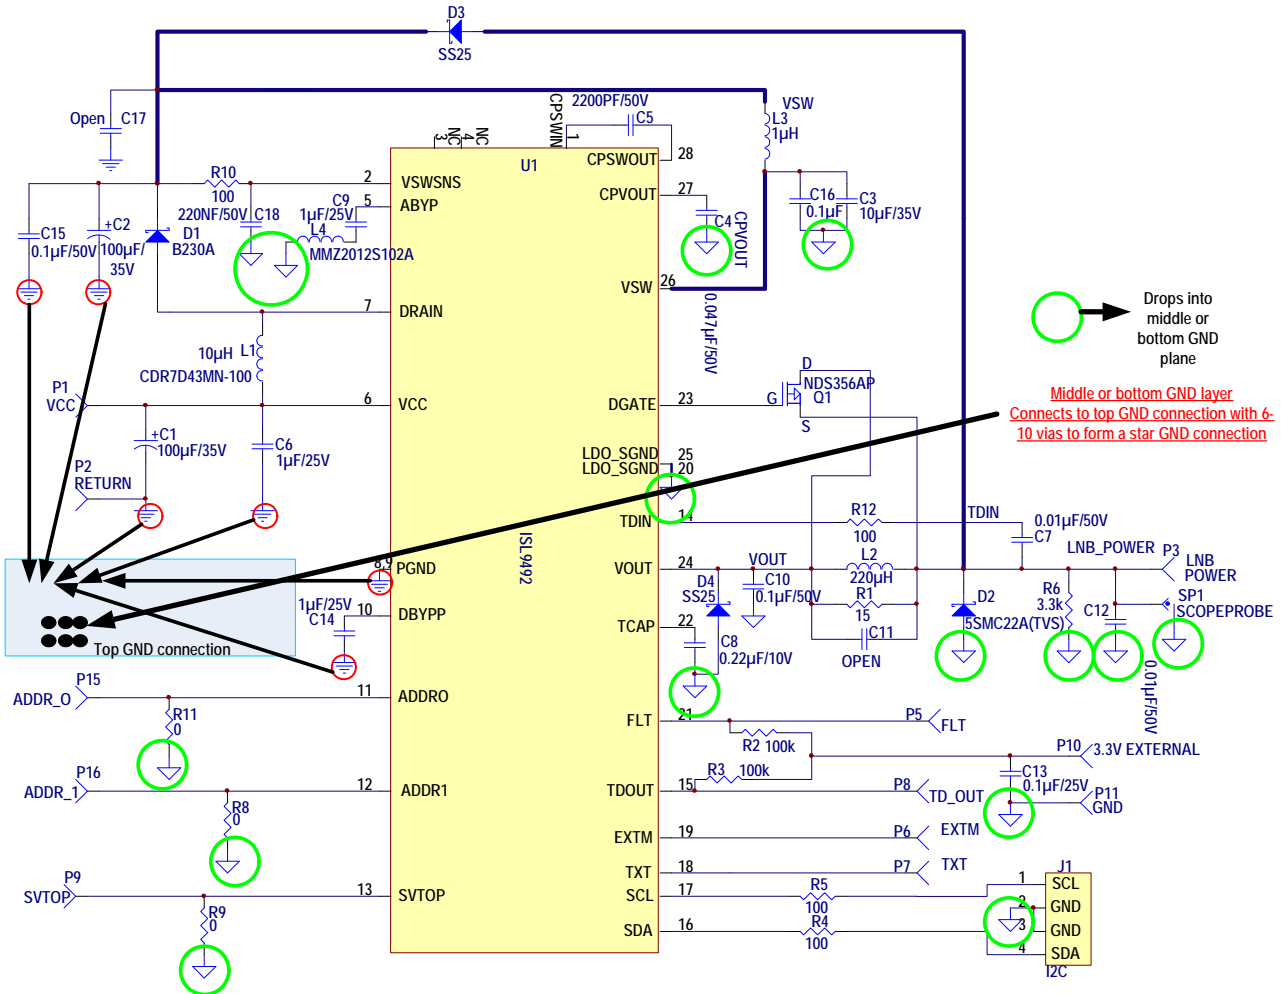 D3
SS25
Open
C17
2200PF/50V
C5
VSW
L3
1µH
NC
NC
3
4
CPSWIN
1
U1
CPSWOUT
28
CPVOUT
27
R10
100
2
VSWSNS
5
ABYP
C9
1µF/25V
L4
MMZ2012S102A
220NF/50V
C18
C15
0.1µF/50V
+C2
100µF/
35V
D1
B230A
C4
CPVOUT
0.047µF/50V
C16
0.1µF
C3
10µF/35V
VSW
26
7
DRAIN
10µH
L1
CDR7D43MN-100
P1
VCC
6
VCC
+C1
100µF/35V
C6
1µF/25V
P2
RETURN
Drops into
middle or
bottom GND
plane
Middle or bottom GND layer
Connects to top GND connection with 6-
10 vias to form a star GND connection
D
NDS356AP
G
Q1
S
DGATE
23
LDO_SGND
25
LDO_SGND
20
TDIN
14
R12
100
TDIN
0.01µF/50V
C7
ISL9492
LNB_POWER
P3
LNB
POWER
VOUT
24
VOUT
L2
220µH
D4
SS25
C10
0.1µF/50V
R1
15
C11
OPEN
D2
5SMC22A(TVS)
R6
3.3k
C12
0.01µF/50V
SP1
SCOPEPROBE
8,9
PGND
10
DBYPP
1µF/25V
C14
TCAP
22
C8
0.22µF/10V
Top GND connection
P15
ADDR_O
11
ADDRO
R11
0
FLT
21
P5
FLT
R2
100k
P10
3.3V EXTERNAL
P16
ADDR_1
12
ADDR1
R8
0
R3
100k
TDOUT
15
P8
TD_OUT
C13
0.1µF/25V
P11
GND
EXTM
19
P6
EXTM
TXT
18
P7
TXT
P9
SVTOP
13
SVTOP
R9
0
SCL
17
R5
100
SDA
16
R4
100
J1
1
SCL
2
GND
3
GND
4
SDA
I2C